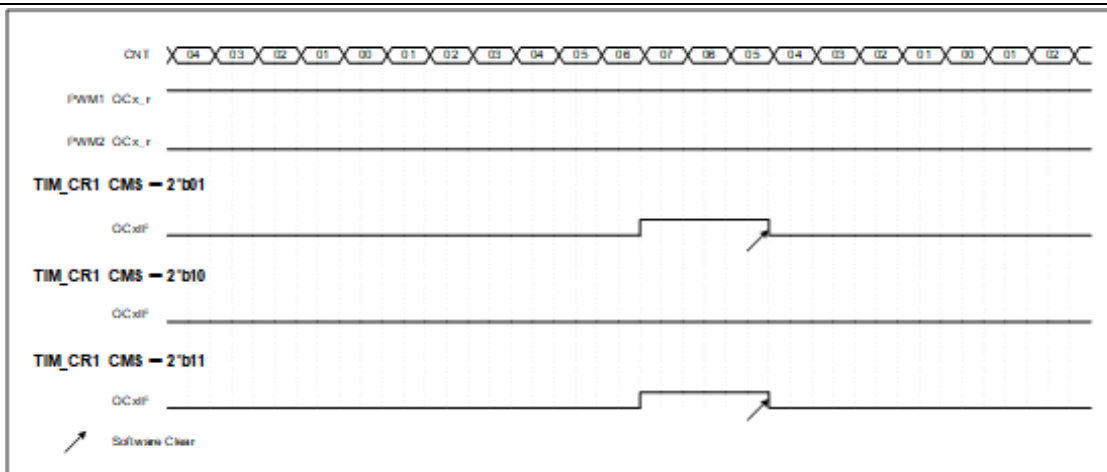 CNT 04 03 02 01 00 01 02 03 04 05 06 07 06 05 04 03 02 01 00 01 02
PWM1 OCx_r
PWM2 OCx_r
TIM_CR1 CMS = 2'b01
OCxIF
TIM_CR1 CMS = 2'b10
OCxIF
TIM_CR1 CMS = 2'b11
OCxIF
Software Clear